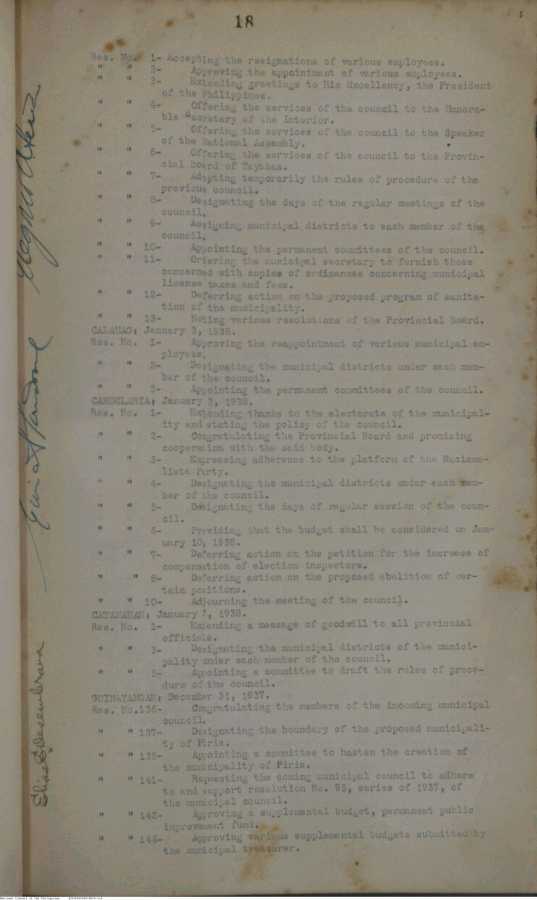 18
Res. No. 1- Accepting the resignations of various employees.
" " 2- Approving the appointment of various employees.
" " 3- Extending greetings to His Excellency, the President
of the Philippines.
" " 4- Offering the services of the council to the Honora-
ble Secretary of the Interior.
" " 5- Offering the services of the council to the Speaker
of the National Assembly.
" " 6- Offering the services of the council to the Provin-
cial Board of Tayabas.
" " 7- Adopting temporarily the rules of procedure of the
previous council.
" " 8- Designating the days of the regular meetings of the
council.
" " 9- Assigning municipal districts to each member of the
council.
" " 10- Appointing the permanent committees of the council.
" " 11- Ordering the municipal secretary to furnish those
concerned with copies of ordinances concerning municipal
license taxes and fees.
" " 12- Deferring action on the proposed program of sanita-
tion of the municipality.
" " 13- Noting various resolutions of the Provincial Board.
CALAUAG; January 3, 1938.
Res. No. 1- Approving the reappointment of various municipal em-
ployees.
" " 2- Designating the municipal districts under each mem-
ber of the council.
" " 3- Appointing the permanent committees of the council.
CANDELARIA; January 3, 1938.
Res. No. 1- Extending thanks to the electorate of the municipal-
ity and stating the policy of the council.
" " 2- Congratulating the Provincial Board and promising
cooperation with the said body.
" " 3- Expressing adherence to the platform of the Naciona-
lista Party.
" " 4- Designating the municipal districts under each mem-
ber of the council.
" " 5- Designating the days of regular session of the coun-
cil.
" " 6- Providing that the budget shall be considered on Jan-
uary 10, 1938.
" " 7- Deferring action on the petition for the increase of
compensation of election inspectors.
" " 8- Deferring action on the proposed abolition of cer-
tain positions.
" " 10- Adjourning the meeting of the council.
CATANAUAN; January 3, 1938.
Res. No. 1- Extending a message of goodwill to all provincial
officials.
" " 3- Designating the municipal districts of the munici-
pality under each member of the council.
" " 5- Appointing a committee to draft the rules of proce-
dure of the council.
GUINAYANGAN; December 31, 1937.
Res. No.136- Congratulating the members of the incoming municipal
council.
" " 137- Designating the boundary of the proposed municipali-
ty of Piris.
" " 139- Appointing a committee to hasten the creation of
the municipality of Piris.
" " 141- Requesting the coming municipal council to adhere
to and support resolution No. 95, series of 1937, of
the municipal council.
" " 143- Approving a supplemental budget, permanent public
improvement fund.
" " Approving various supplemental budgets submitted by
the municipal treasurer.